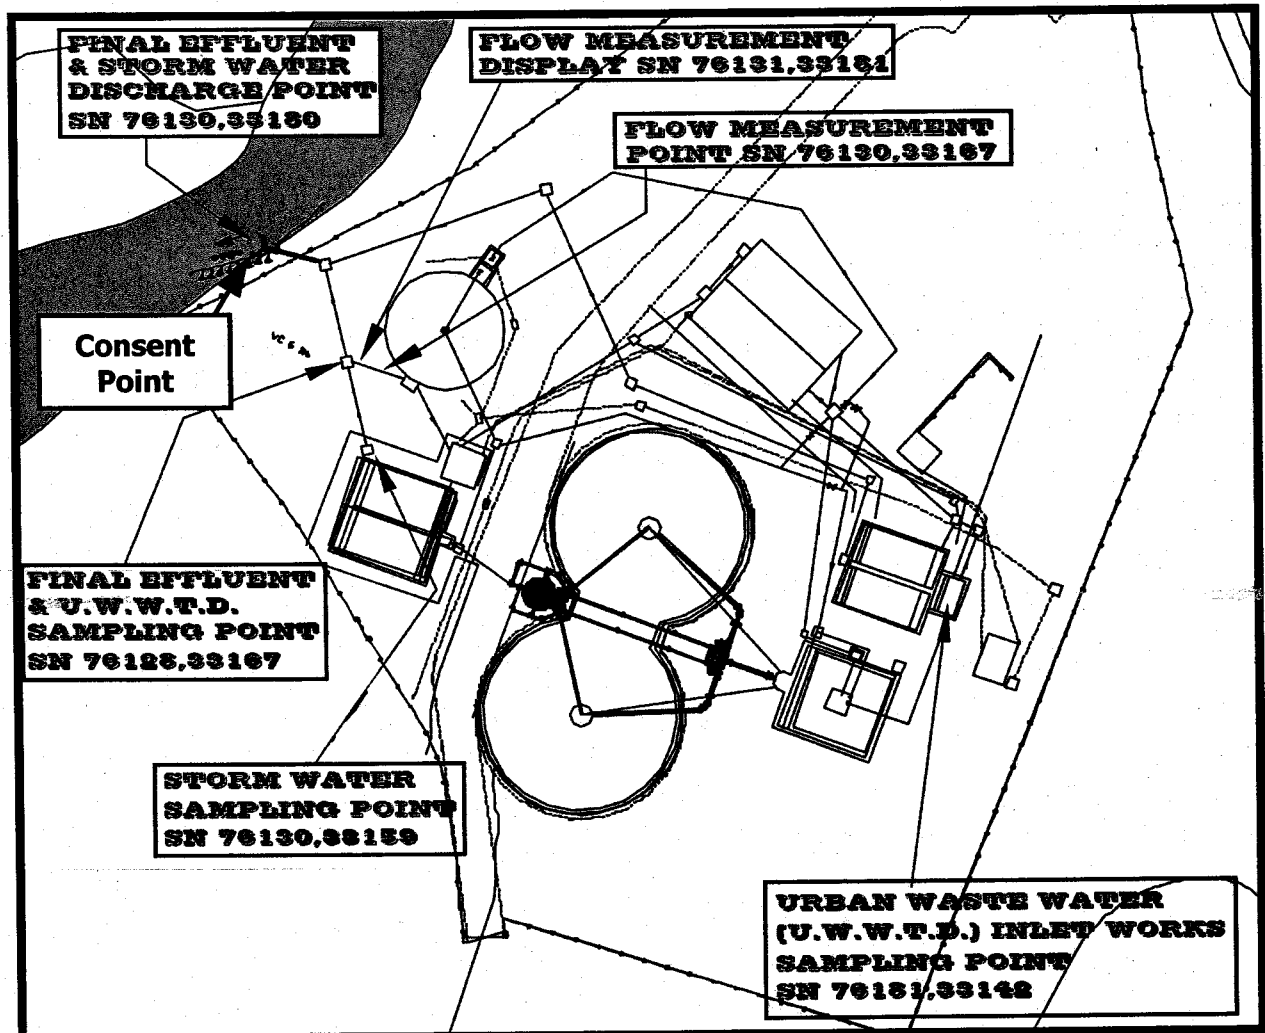 FINAL EFFLUENT
& STORM WATER
DISCHARGE POINT
SN 76130,33180
FLOW MEASUREMENT
DISPLAY SN 76131,33181
FLOW MEASUREMENT
POINT SN 76130,33167
Consent
Point
FINAL EFFLUENT
& U.W.W.T.D.
SAMPLING POINT
SN 76128,33167
STORM WATER
SAMPLING POINT
SN 76130,33159
URBAN WASTE WATER
(U.W.W.T.D.) INLET WORKS
SAMPLING POINT
SN 76181,33142